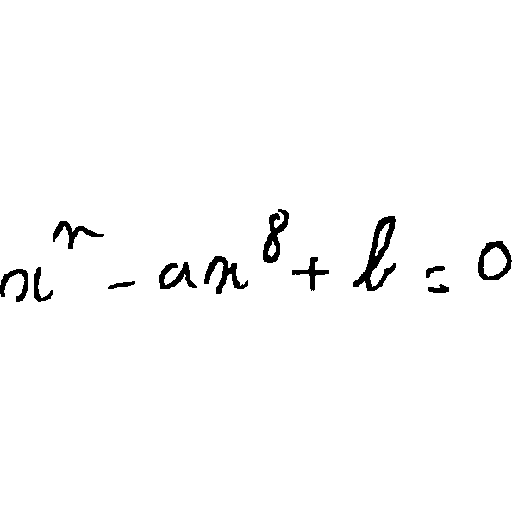 x^n - ax^8 + b = 0